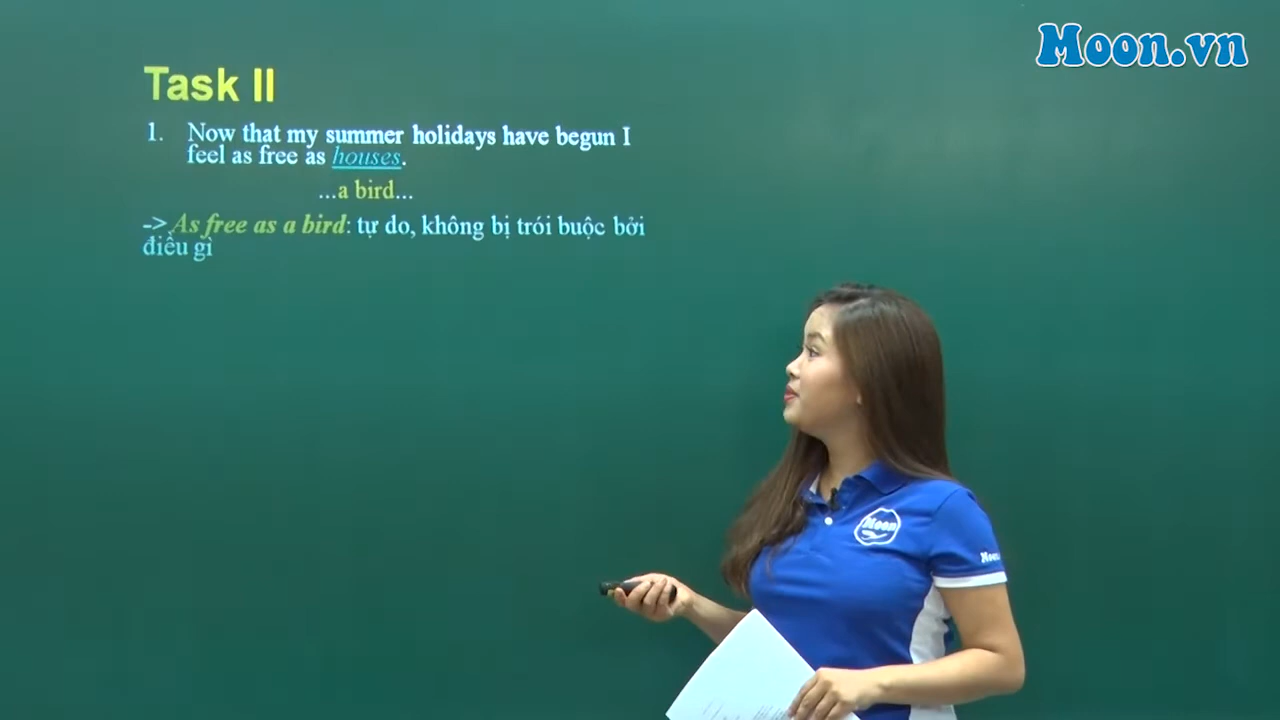 Moon.vn
Task II
1. Now that my summer holidays have begun I
feel as free as houses.
...a bird...
-> As free as a bird: tự do, không bị trói buộc bởi
điều gì
Moon